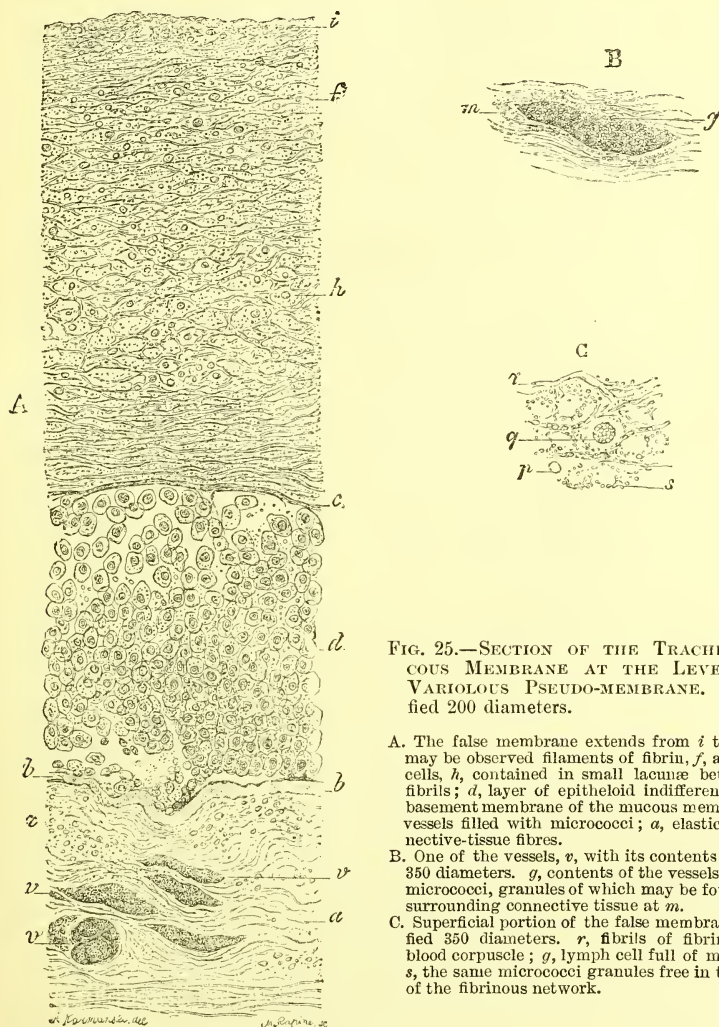 i
f
B
m
g
h
C
r
A
q
p
s
c.
d.
FIG. 25.—SECTION OF THE TRACHE
COUS MEMBRANE AT THE LEVE
VARIOLOUS PSEUDO-MEMBRANE.
fied 200 diameters.
A. The false membrane extends from i t
may be observed filaments of fibrin, f, a
cells, h, contained in small lacunæ be
fibrils; d, layer of epitheloid indifferen
basement membrane of the mucous mem
vessels filled with micrococci; a, elastic
nective-tissue fibres.
B. One of the vessels, v, with its contents
350 diameters. g, contents of the vessels
micrococci, granules of which may be fo
surrounding connective tissue at m.
C. Superficial portion of the false membra
fied 350 diameters. r, fibrils of fibri
blood corpuscle; g, lymph cell full of m
s, the same micrococci granules free in t
of the fibrinous network.
b
b
v
v
a
v